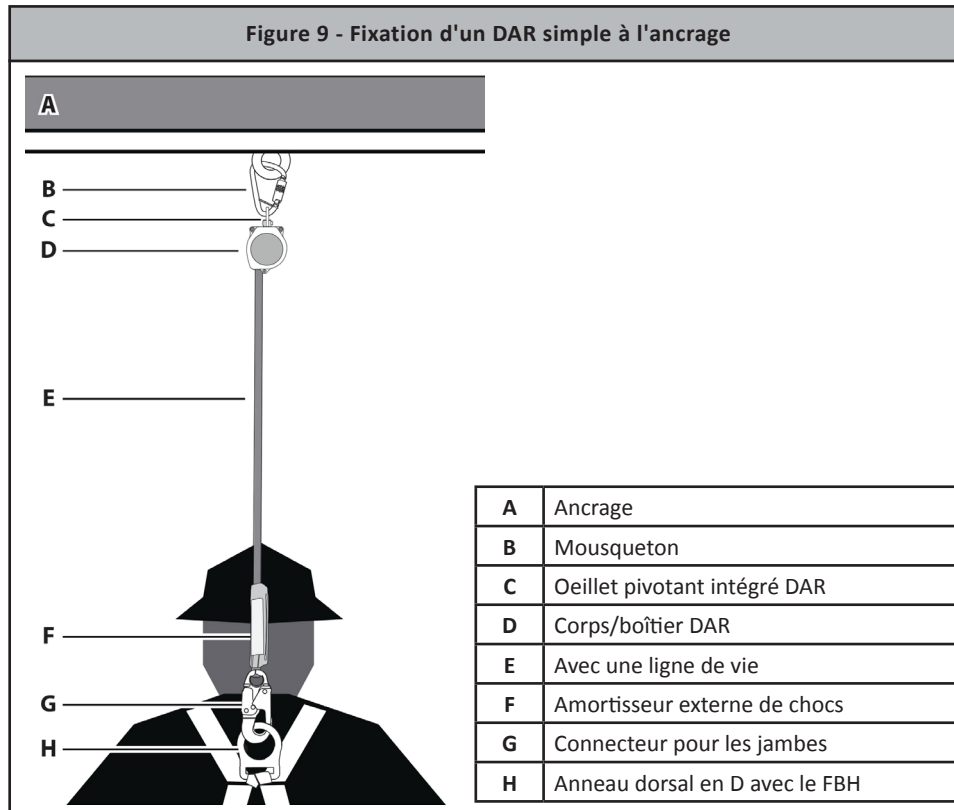 Figure 9 - Fixation d'un DAR simple à l'ancrage
A
B
C
D
E
F
G
H
A Ancrage
B Mousqueton
C Oeillet pivotant intégré DAR
D Corps/boîtier DAR
E Avec une ligne de vie
F Amortisseur externe de chocs
G Connecteur pour les jambes
H Anneau dorsal en D avec le FBH